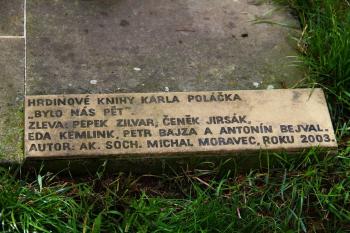 HRDINOVÉ KNIHY KARLA POLÁČKA
„BYLO NÁS PĚT"
ZLEVA: PEPEK ZILVAR, ČENĚK JIRSÁK,
EDA KEMLINK, PETR BAJZA A ANTONÍN BEJVAL.
AUTOR: AK. SOCH. MICHAL MORAVEC, ROKU 2003.